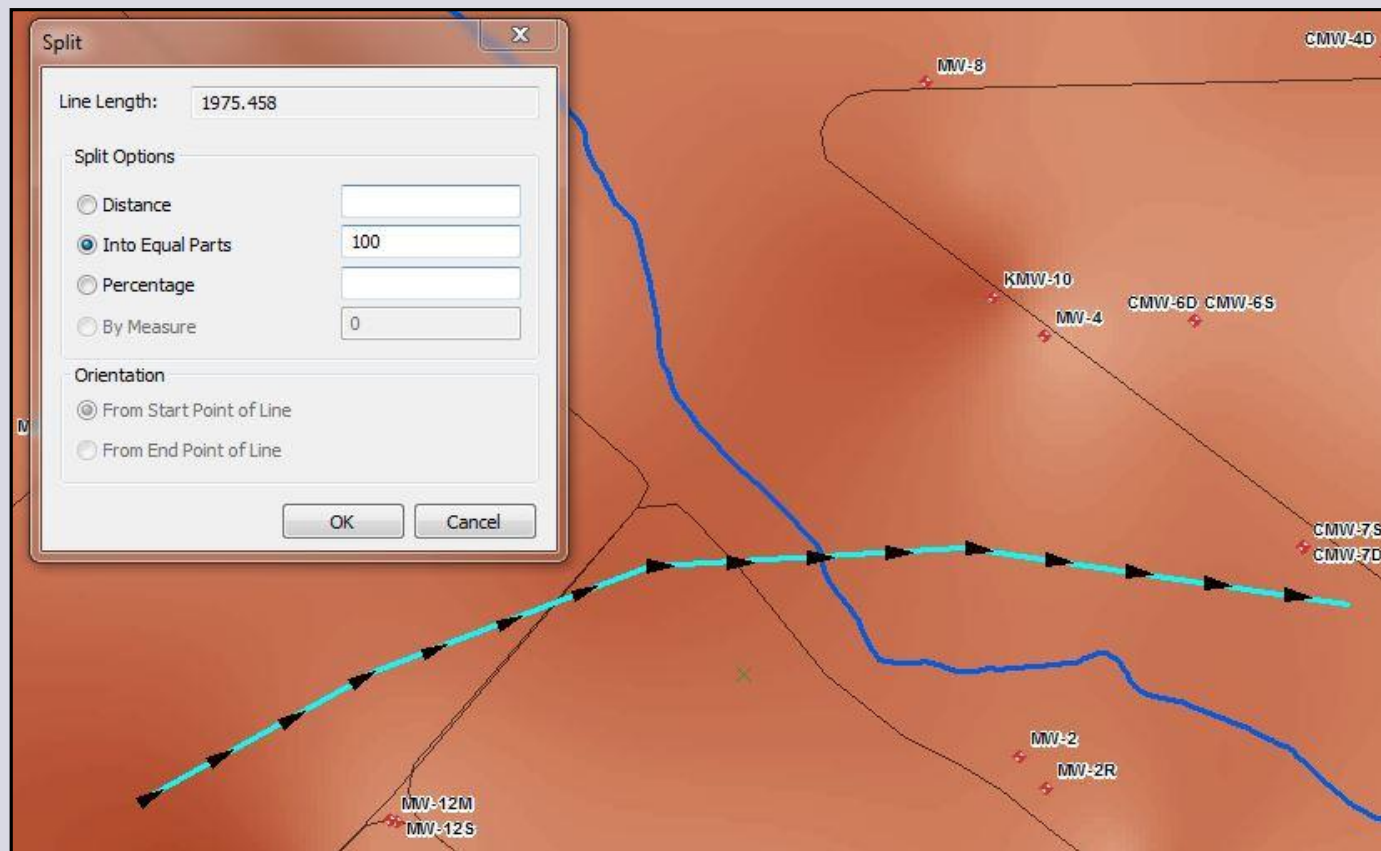 Split
X
Line Length: 1975.458
Split Options
Distance
Into Equal Parts 100
Percentage
By Measure 0
Orientation
From Start Point of Line
From End Point of Line
OK Cancel
CMW-4D
MW-8
KMW-10
MW-4
CMW-6D CMW-6S
CMW-7S
CMW-7D
MW-2
MW-2R
MW-12M
MW-12S